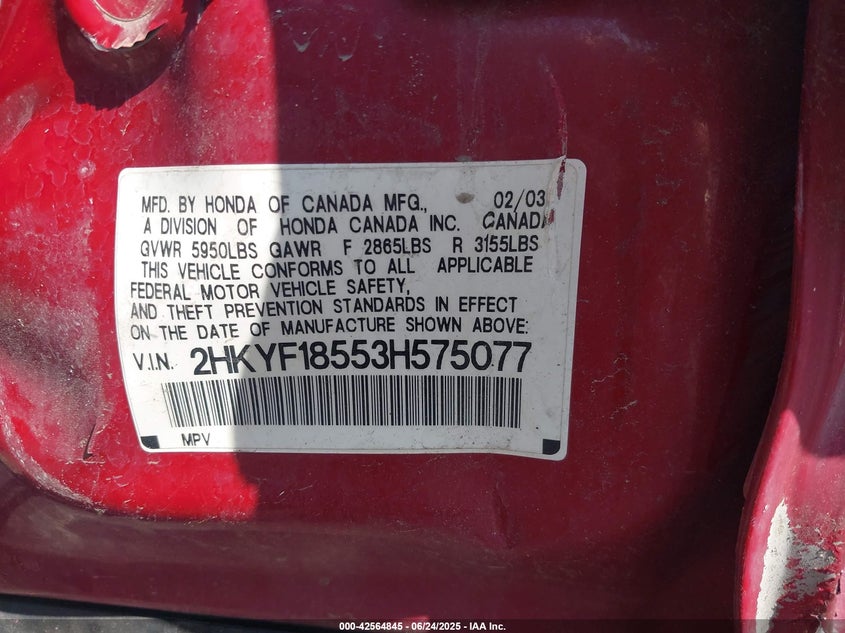 MFD. BY HONDA OF CANADA MFG., 02/03
A DIVISION OF HONDA CANADA INC. CANADA
GVWR 5950LBS GAWR F 2865LBS R 3155LBS
THIS VEHICLE CONFORMS TO ALL APPLICABLE
FEDERAL MOTOR VEHICLE SAFETY,
AND THEFT PREVENTION STANDARDS IN EFFECT
ON THE DATE OF MANUFACTURE SHOWN ABOVE:
V.I.N. 2HKYF18553H575077
MPV
000-42564845 - 06/24/2025 - IAA Inc.